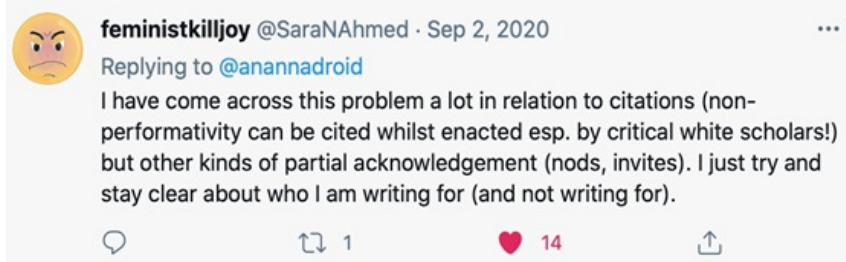 feministkilljoy @SaraNAhmed · Sep 2, 2020
Replying to @anannadroid
I have come across this problem a lot in relation to citations (non-
performativity can be cited whilst enacted esp. by critical white scholars!)
but other kinds of partial acknowledgement (nods, invites). I just try and
stay clear about who I am writing for (and not writing for).
1 14